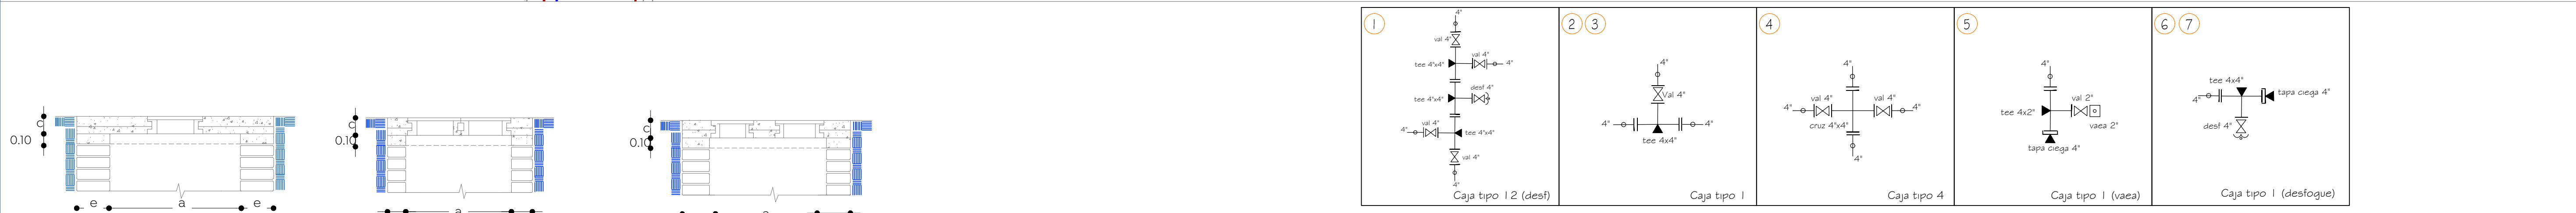 c
0.10
e a e
c
0.10
a
c
0.10
1
4"
val 4"
tee 4"x4"
val 4"
4"
desf 4"
tee 4"x4"
val 4"
4"
tee 4"x4"
val 4"
4"
Caja tipo 12 (desf)
2 3
4"
Val 4"
4" 4"
tee 4x4"
Caja tipo 1
4
4"
val 4" val 4"
4" 4"
cruz 4"x4"
4"
Caja tipo 4
5
4"
val 2"
tee 4x2"
vaea 2"
tapa ciega 4"
Caja tipo 1 (vaea)
6 7
tee 4x4"
tapa ciega 4"
4"
desf 4"
Caja tipo 1 (desfogue)